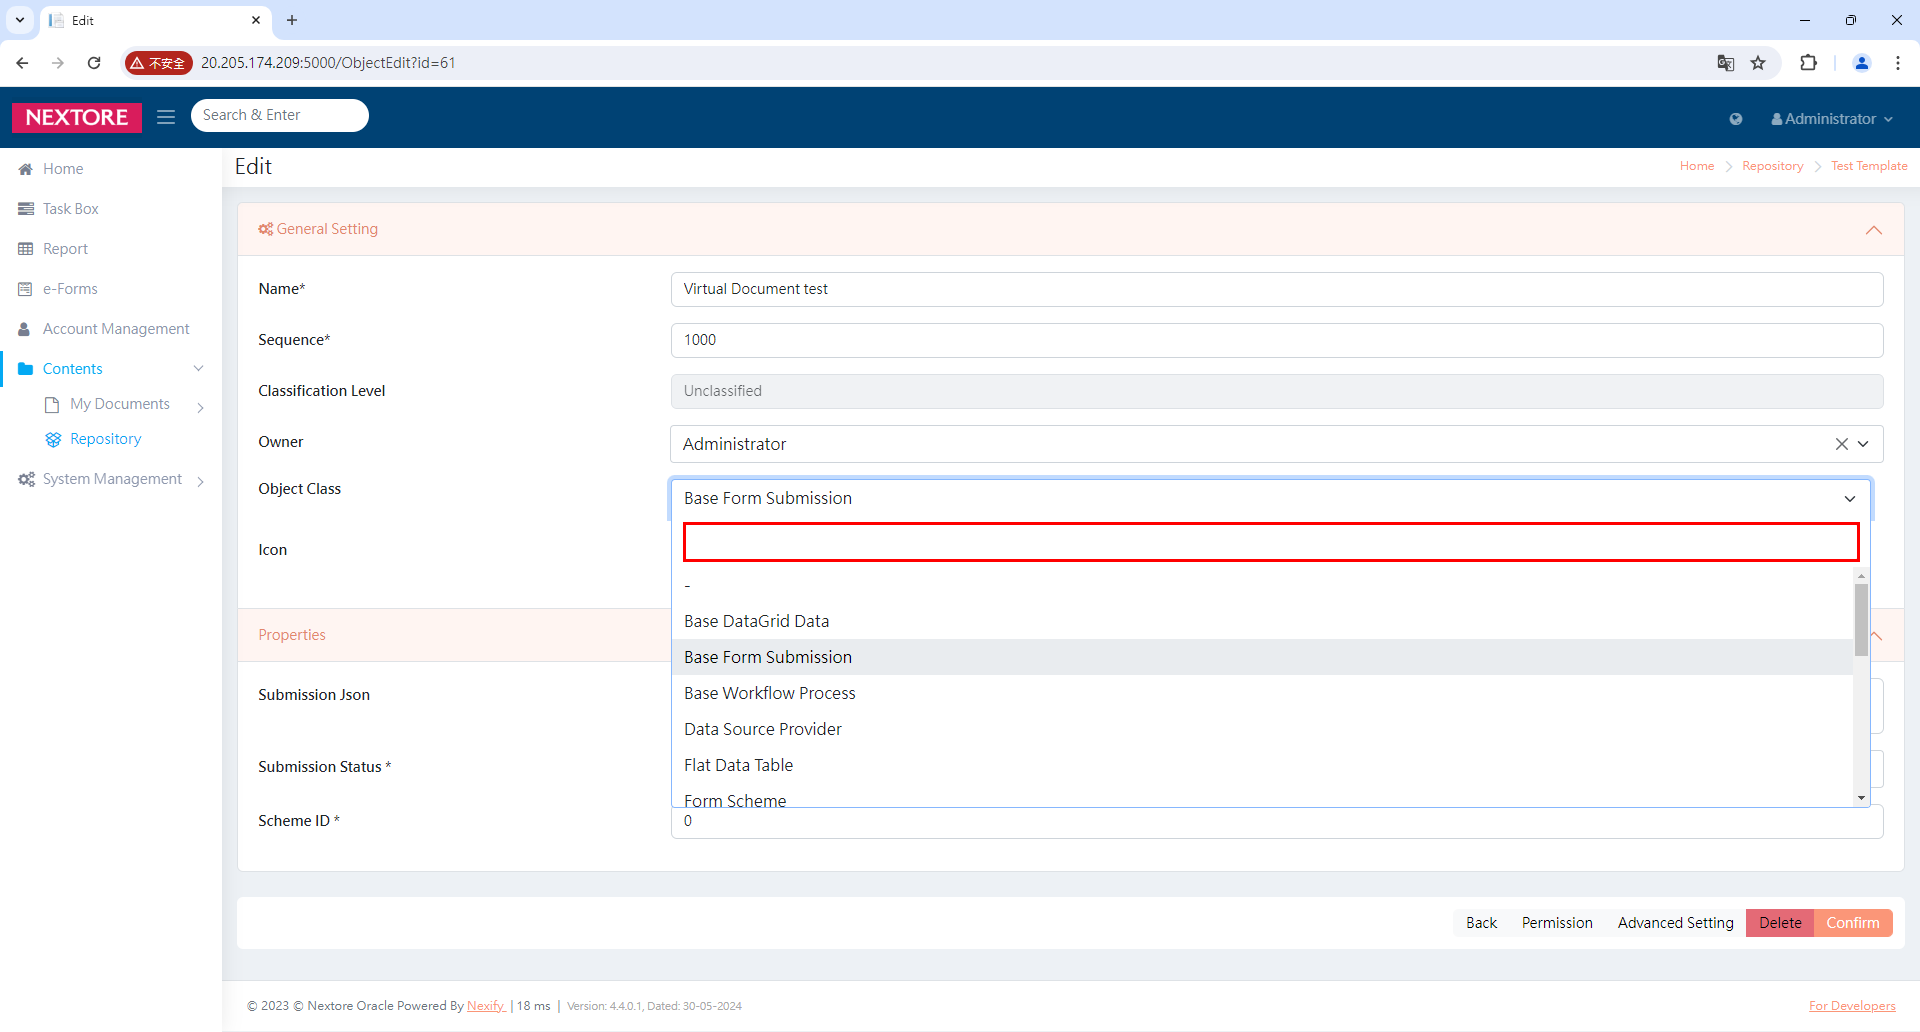 Edit
不安全 20.205.174.209:5000/ObjectEdit?id=61
NEXTORE
Search & Enter
Administrator
Home
Task Box
Report
e-Forms
Account Management
Contents
My Documents
Repository
System Management
Edit
Home
Repository
Test Template
General Setting
Name*
Virtual Document test
Sequence*
1000
Classification Level
Unclassified
Owner
Administrator
Object Class
Base Form Submission
Icon
-
Base DataGrid Data
Base Form Submission
Base Workflow Process
Data Source Provider
Flat Data Table
Form Scheme
Properties
Submission Json
Submission Status *
Scheme ID *
0
Back
Permission
Advanced Setting
Delete
Confirm
© 2023 © Nextore Oracle Powered By Nexify | 18 ms | Version: 4.4.0.1, Dated: 30-05-2024
For Developers